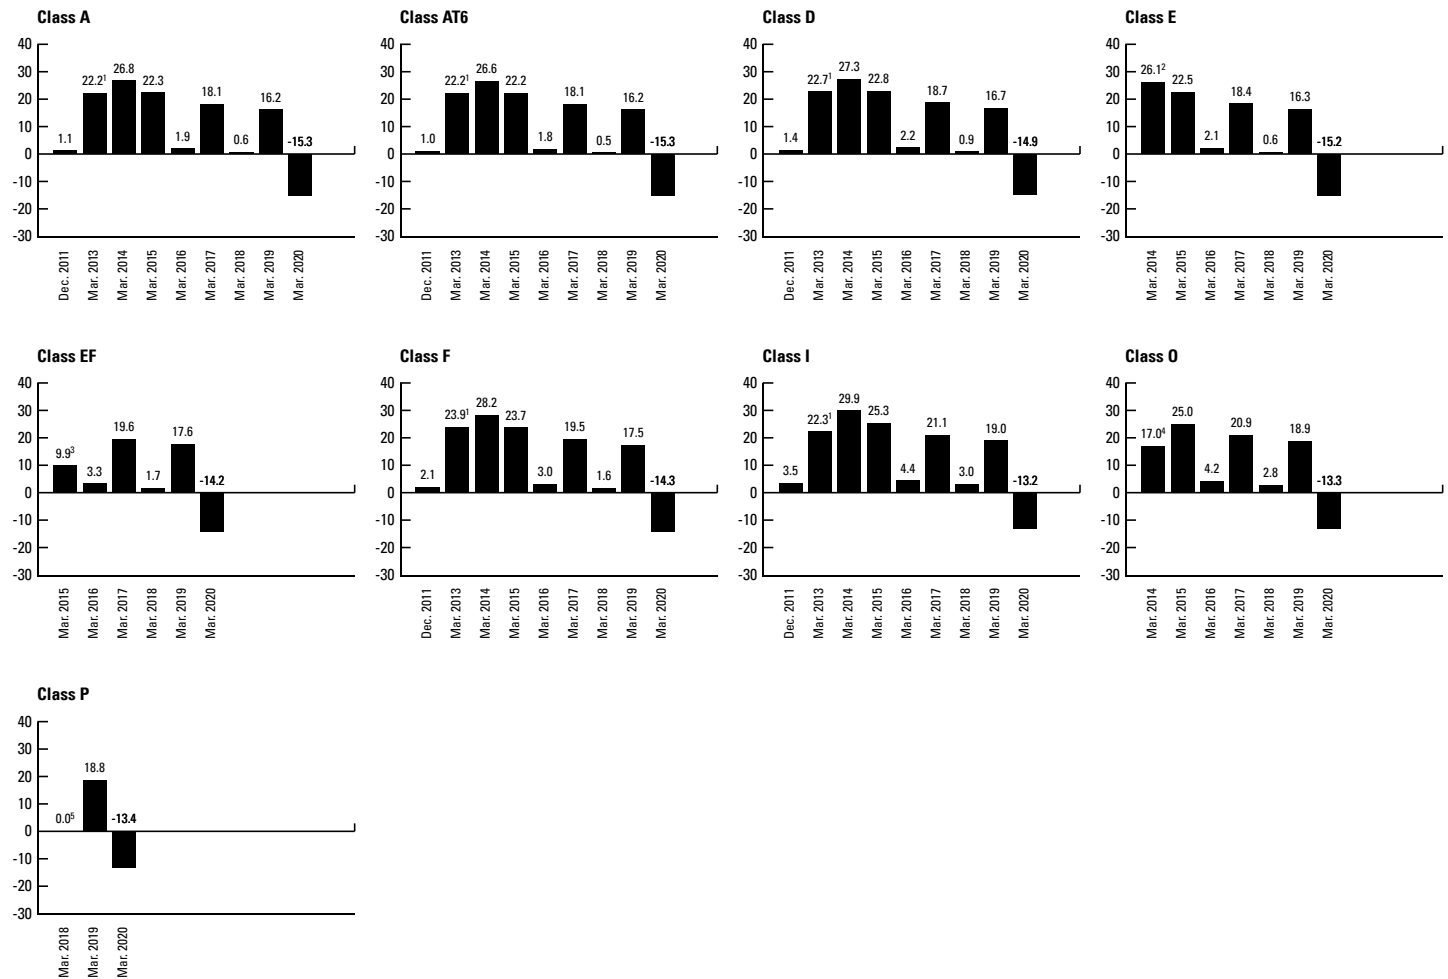 Class A
40
30
20
10
0
-10
-20
-30
1.1
22.2¹
26.8
22.3
1.9
18.1
0.6
16.2
-15.3
Dec. 2011
Mar. 2013
Mar. 2014
Mar. 2015
Mar. 2016
Mar. 2017
Mar. 2018
Mar. 2019
Mar. 2020
Class AT6
40
30
20
10
0
-10
-20
-30
1.0
22.2¹
26.6
22.2
1.8
18.1
0.5
16.2
-15.3
Dec. 2011
Mar. 2013
Mar. 2014
Mar. 2015
Mar. 2016
Mar. 2017
Mar. 2018
Mar. 2019
Mar. 2020
Class D
40
30
20
10
0
-10
-20
-30
1.4
22.7¹
27.3
22.8
2.2
18.7
0.9
16.7
-14.9
Dec. 2011
Mar. 2013
Mar. 2014
Mar. 2015
Mar. 2016
Mar. 2017
Mar. 2018
Mar. 2019
Mar. 2020
Class E
40
30
20
10
0
-10
-20
-30
26.1²
22.5
2.1
18.4
0.6
16.3
-15.2
Mar. 2014
Mar. 2015
Mar. 2016
Mar. 2017
Mar. 2018
Mar. 2019
Mar. 2020
Class EF
40
30
20
10
0
-10
-20
-30
9.9³
3.3
19.6
1.7
17.6
-14.2
Mar. 2015
Mar. 2016
Mar. 2017
Mar. 2018
Mar. 2019
Mar. 2020
Class F
40
30
20
10
0
-10
-20
-30
2.1
23.9¹
28.2
23.7
3.0
19.5
1.6
17.5
-14.3
Dec. 2011
Mar. 2013
Mar. 2014
Mar. 2015
Mar. 2016
Mar. 2017
Mar. 2018
Mar. 2019
Mar. 2020
Class I
40
30
20
10
0
-10
-20
-30
3.5
22.3¹
29.9
25.3
4.4
21.1
3.0
19.0
-13.2
Dec. 2011
Mar. 2013
Mar. 2014
Mar. 2015
Mar. 2016
Mar. 2017
Mar. 2018
Mar. 2019
Mar. 2020
Class O
40
30
20
10
0
-10
-20
-30
17.0⁴
25.0
4.2
20.9
2.8
18.9
-13.3
Mar. 2014
Mar. 2015
Mar. 2016
Mar. 2017
Mar. 2018
Mar. 2019
Mar. 2020
Class P
40
30
20
10
0
-10
-20
-30
0.0⁵
18.8
-13.4
Mar. 2018
Mar. 2019
Mar. 2020